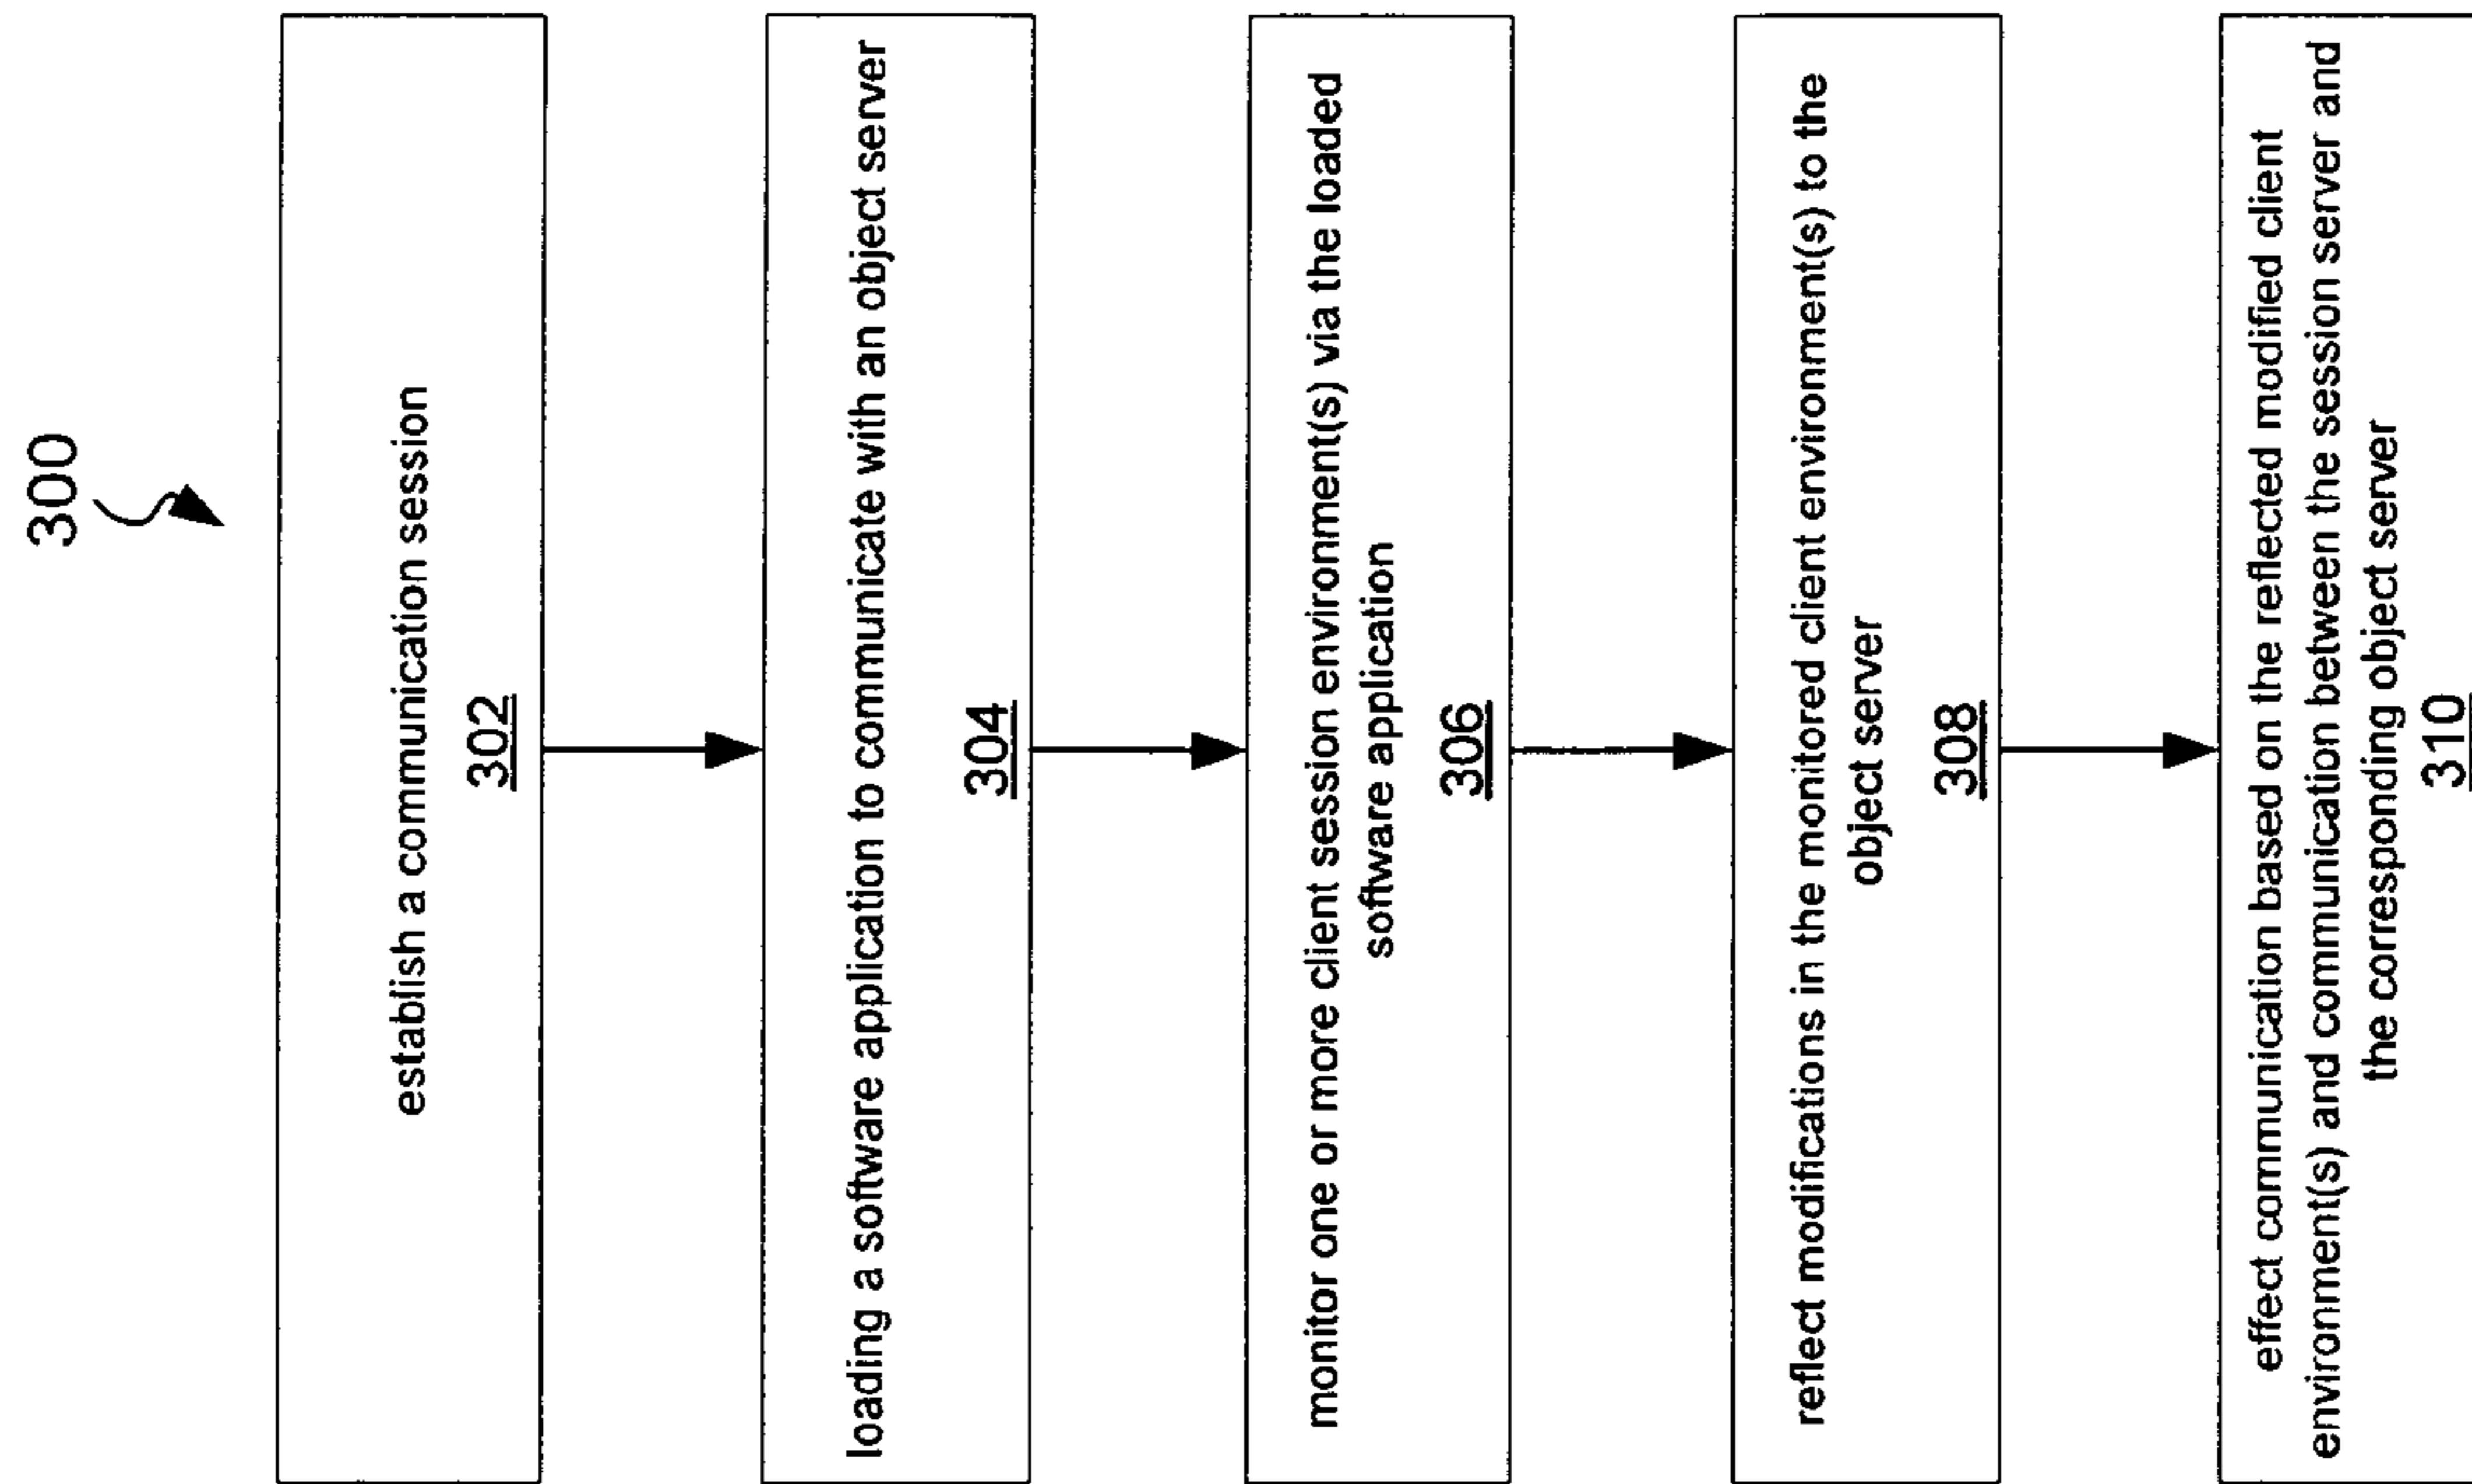 300
establish a communication session
302
loading a software application to communicate with an object server
304
monitor one or more client session environment(s) via the loaded
software application
306
reflect modifications in the monitored client environment(s) to the
object server
308
effect communication based on the reflected modified client
environment(s) and communication between the session server and
the corresponding object server
310